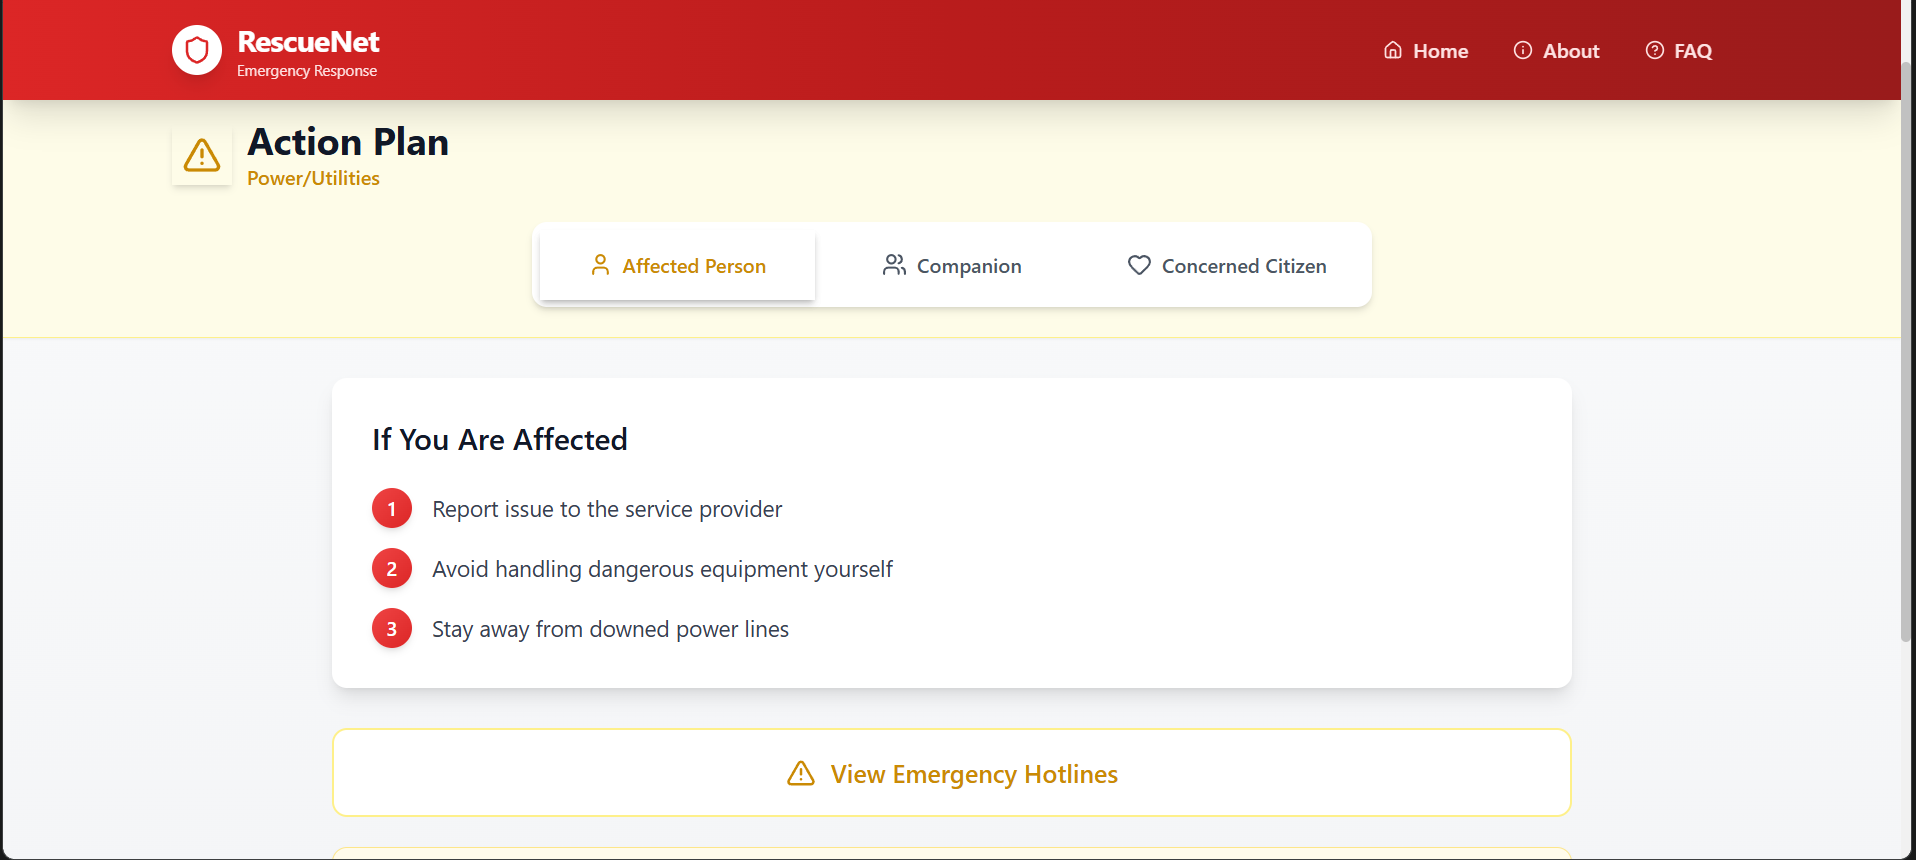 RescueNet
Emergency Response
Home
About
FAQ
Action Plan
Power/Utilities
Affected Person
Companion
Concerned Citizen
If You Are Affected
1 Report issue to the service provider
2 Avoid handling dangerous equipment yourself
3 Stay away from downed power lines
View Emergency Hotlines